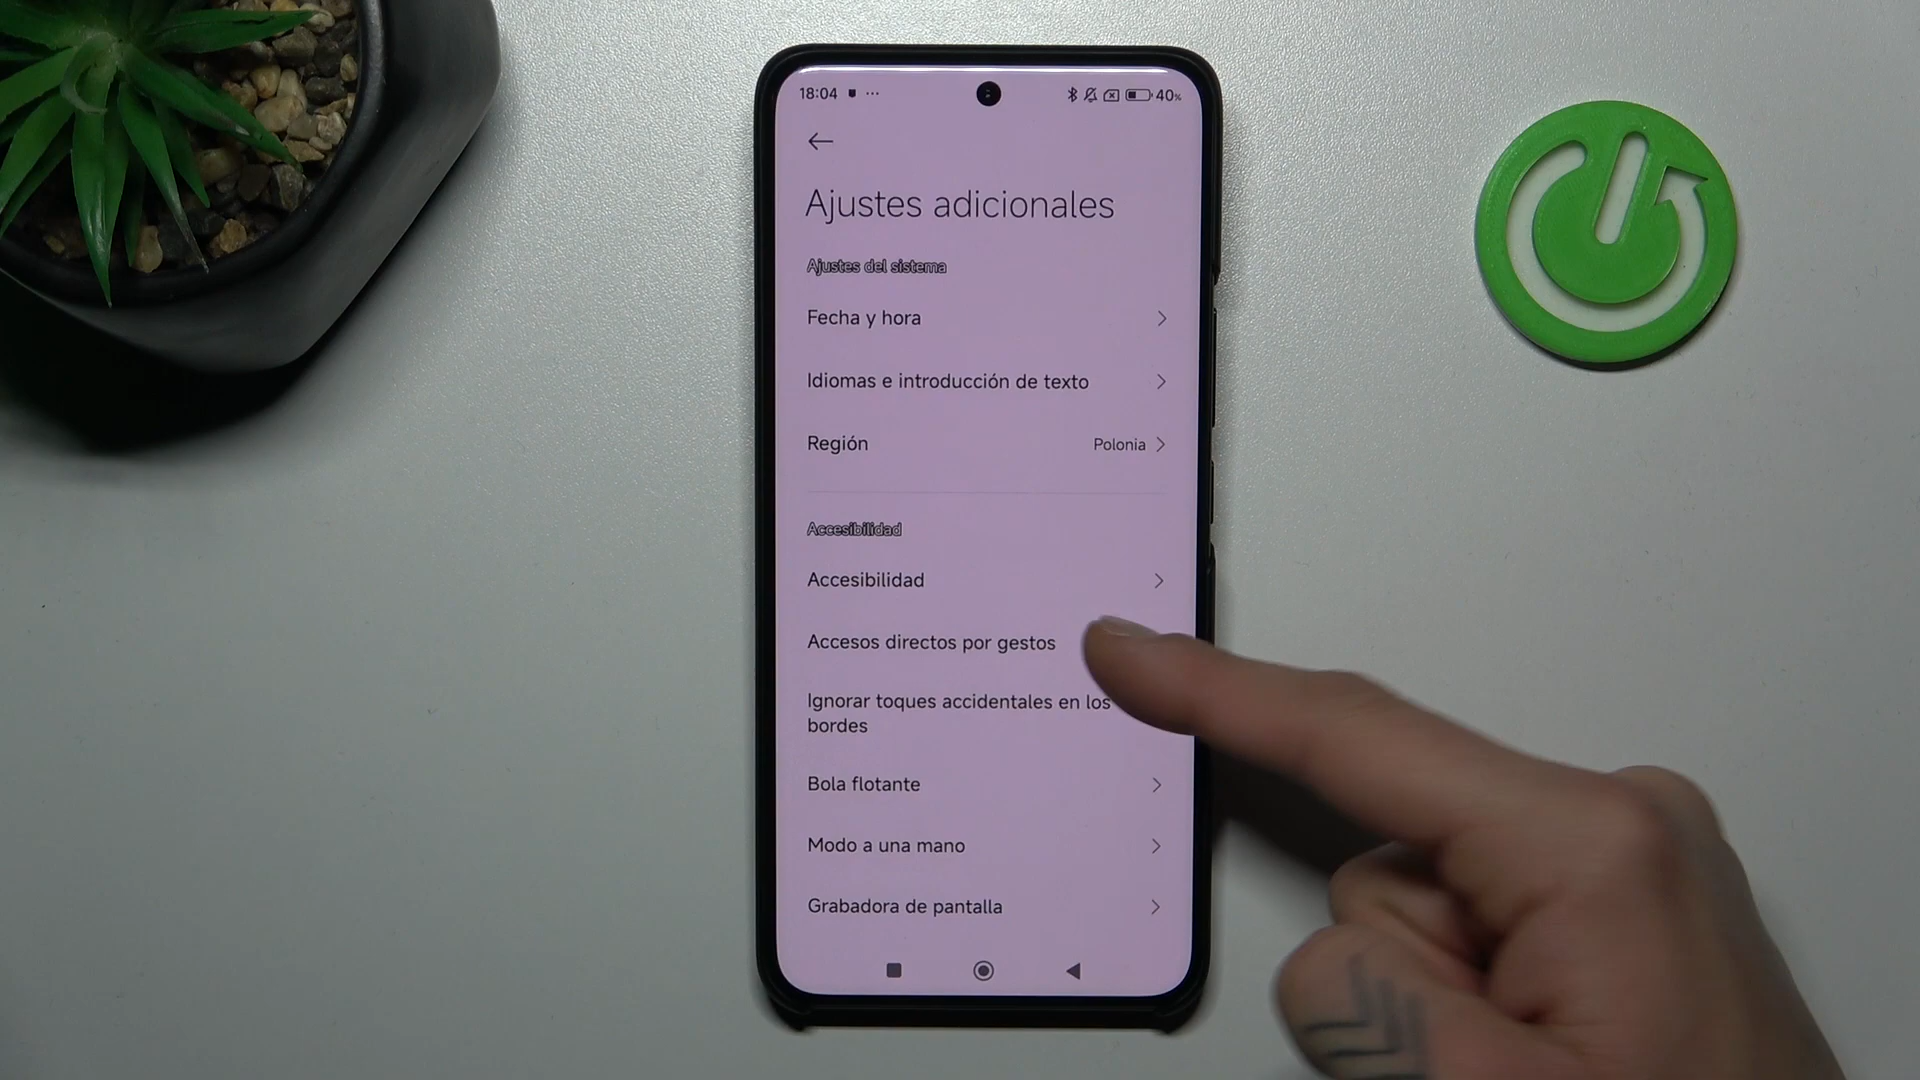 18:04 ··· 40%
Ajustes adicionales
Ajustes del sistema
Fecha y hora
Idiomas e introducción de texto
Región Polonia
Accesibilidad
Accesibilidad
Accesos directos por gestos
Ignorar toques accidentales en los
bordes
Bola flotante
Modo a una mano
Grabadora de pantalla